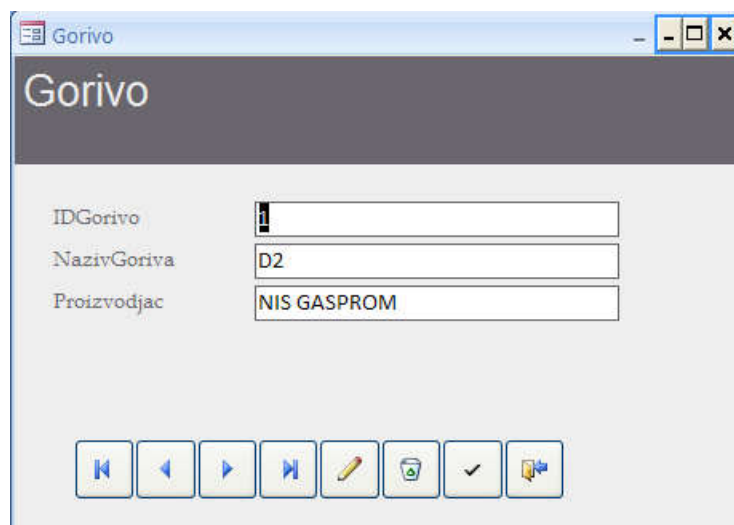 Gorivo
Gorivo
IDGorivo 1
NazivGoriva D2
Proizvodjac NIS GASPROM